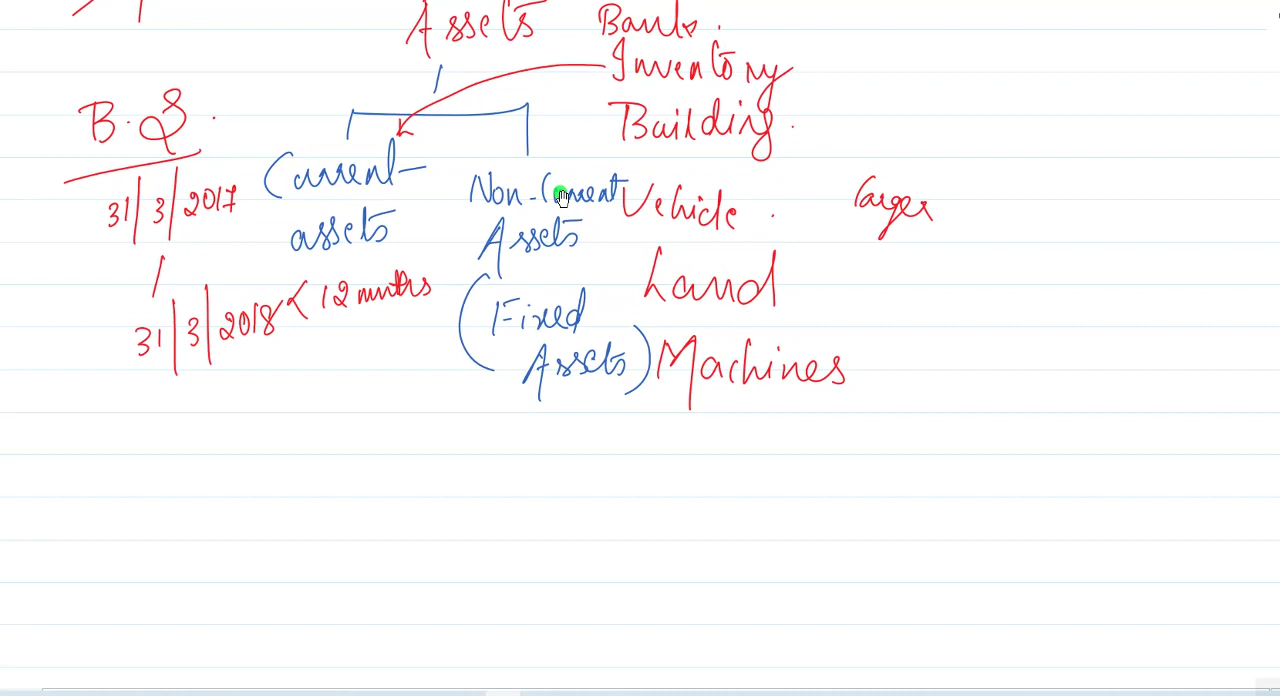 Assets Bank.
Inventory
B.S. Building.
Current assets
Non-Current Assets
Vehicle. larger
31/3/2017
Land
31/3/2018 < 12 months
(Fixed Assets)
Machines